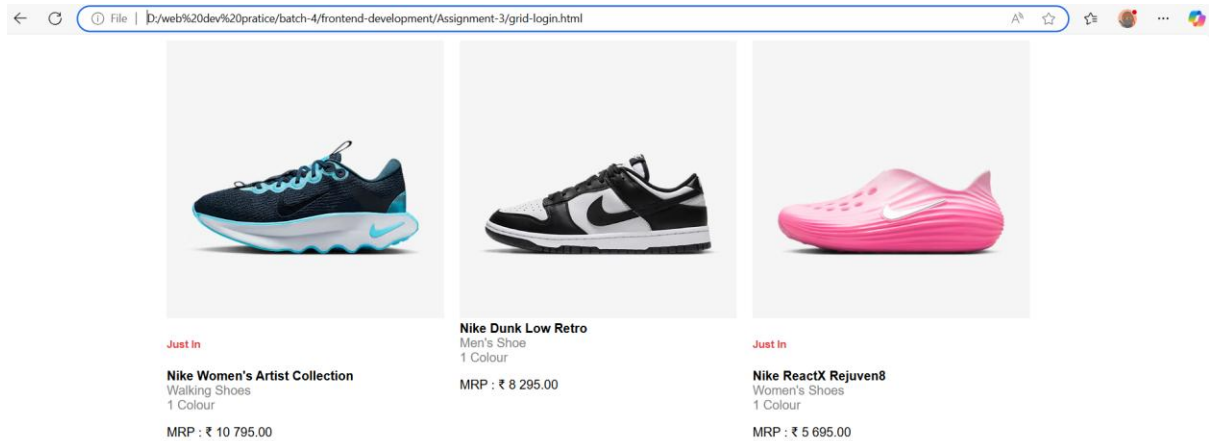 File | D:/web%20dev%20pratice/batch-4/frontend-development/Assignment-3/grid-login.html
Just In
Nike Women's Artist Collection
Walking Shoes
1 Colour
MRP : ₹ 10 795.00
Nike Dunk Low Retro
Men's Shoe
1 Colour
MRP : ₹ 8 295.00
Just In
Nike ReactX Rejuven8
Women's Shoes
1 Colour
MRP : ₹ 5 695.00